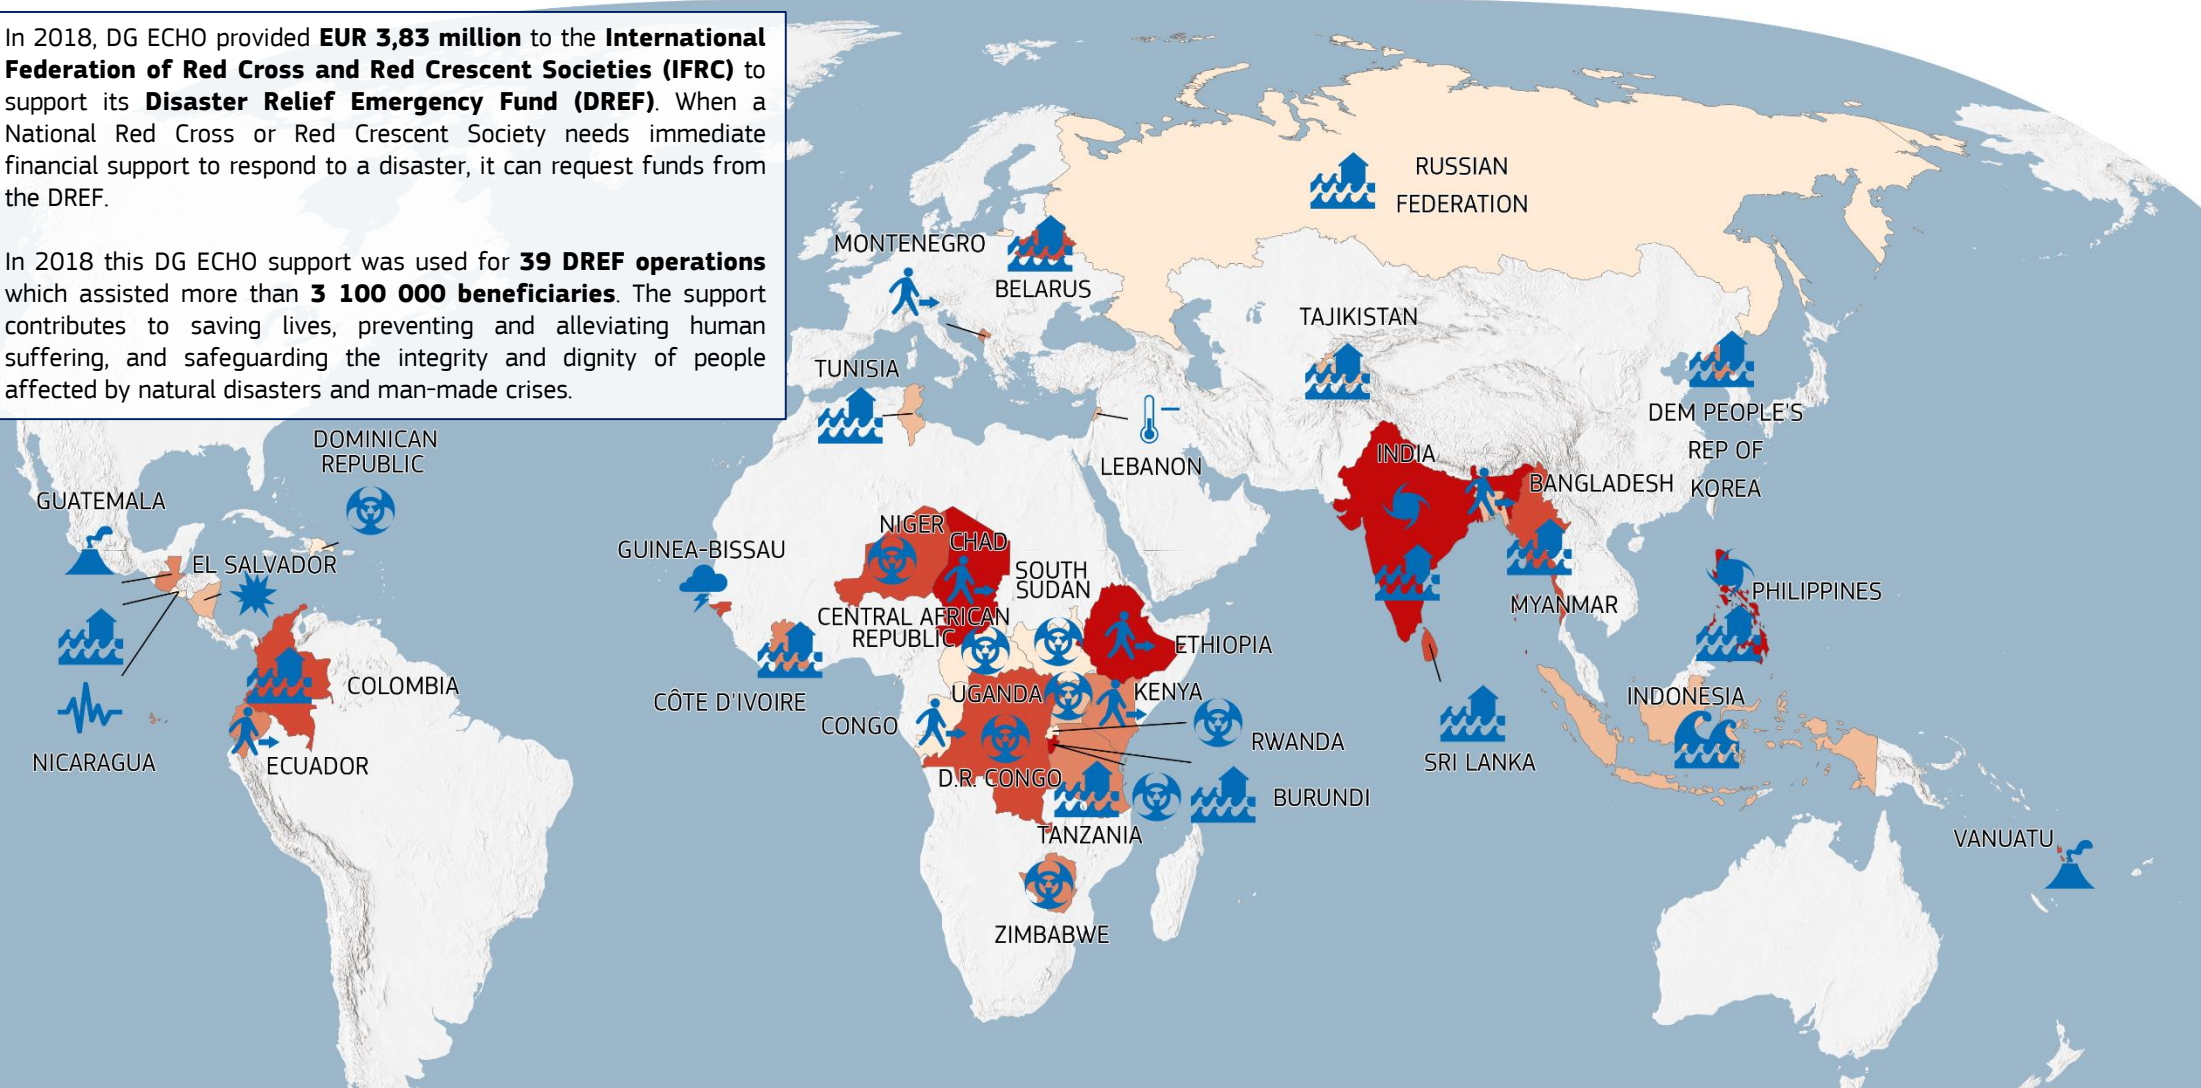 In 2018, DG ECHO provided EUR 3,83 million to the International
Federation of Red Cross and Red Crescent Societies (IFRC) to
support its Disaster Relief Emergency Fund (DREF). When a
National Red Cross or Red Crescent Society needs immediate
financial support to respond to a disaster, it can request funds from
the DREF.
In 2018 this DG ECHO support was used for 39 DREF operations
which assisted more than 3 100 000 beneficiaries. The support
contributes to saving lives, preventing and alleviating human
suffering, and safeguarding the integrity and dignity of people
affected by natural disasters and man-made crises.
RUSSIAN
FEDERATION
MONTENEGRO
BELARUS
TAJIKISTAN
TUNISIA
DEM PEOPLE'S
REP OF
KOREA
DOMINICAN
REPUBLIC
LEBANON
INDIA
BANGLADESH
GUATEMALA
NIGER
CHAD
GUINEA-BISSAU
EL SALVADOR
SOUTH
SUDAN
PHILIPPINES
MYANMAR
CENTRAL AFRICAN
REPUBLIC
ETHIOPIA
COLOMBIA
CÔTE D'IVOIRE
UGANDA
KENYA
INDONESIA
CONGO
RWANDA
NICARAGUA
ECUADOR
SRI LANKA
D.R. CONGO
BURUNDI
TANZANIA
VANUATU
ZIMBABWE